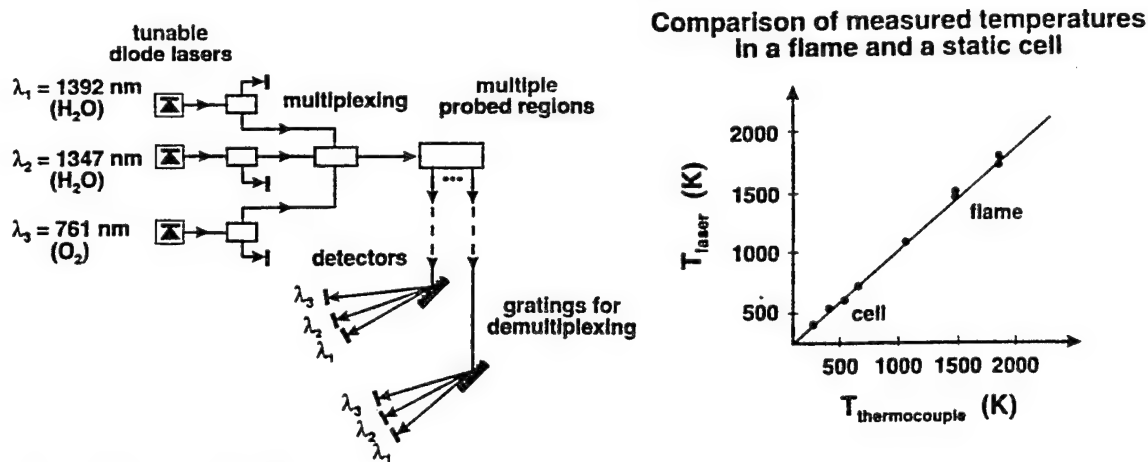 tunable
diode lasers
λ₁ = 1392 nm
(H₂O)
λ₂ = 1347 nm
(H₂O)
λ₃ = 761 nm
(O₂)
multiplexing
multiple
probed regions
...
detectors
λ₃
λ₂
λ₁
gratings for
demultiplexing
λ₃
λ₂
λ₁
Comparison of measured temperatures
in a flame and a static cell
T_laser (K)
2000
1500
1000
500
flame
cell
500 1000 1500 2000
T_thermocouple (K)